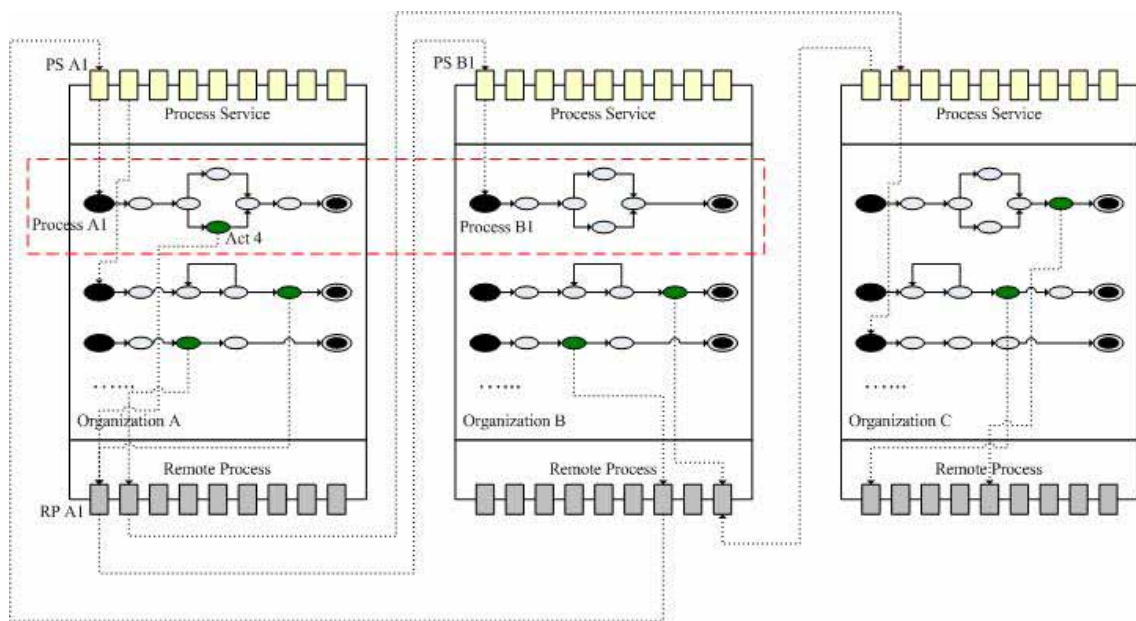 PS A1
PS B1
Process Service
Process Service
Process Service
Process A1
Act 4
Process B1
......
......
......
Organization A
Organization B
Organization C
Remote Process
Remote Process
Remote Process
RP A1